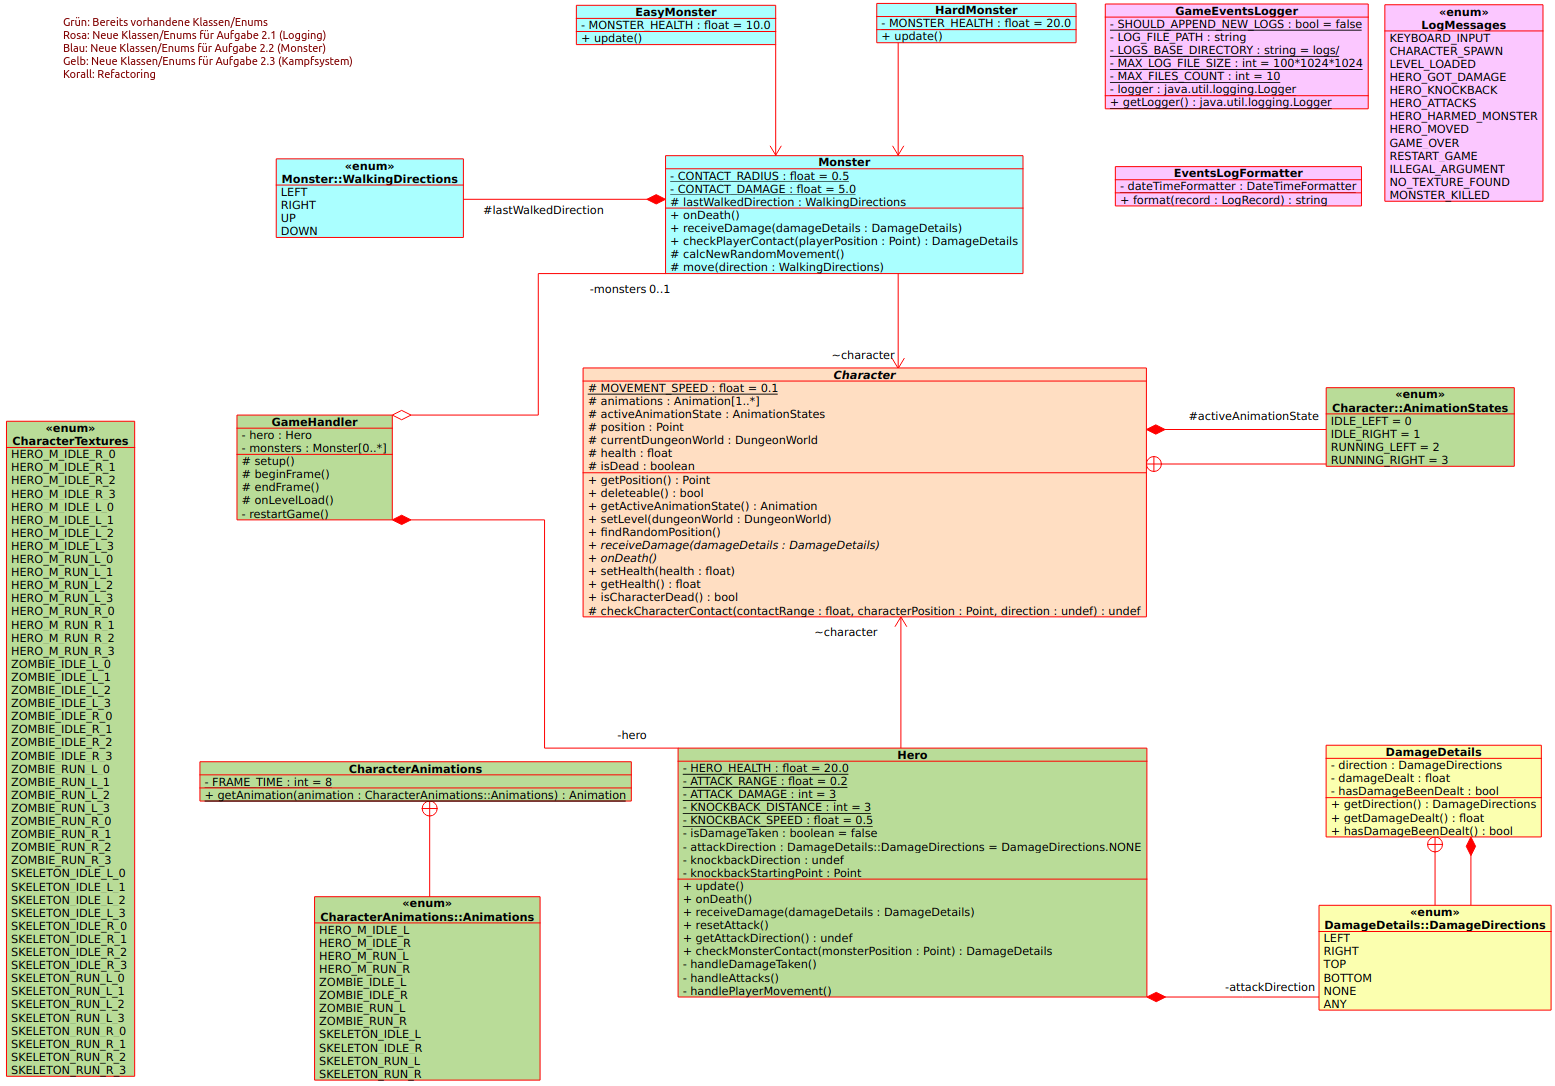 Grün: Bereits vorhandene Klassen/Enums
Rosa: Neue Klassen/Enums für Aufgabe 2.1 (Logging)
Blau: Neue Klassen/Enums für Aufgabe 2.2 (Monster)
Gelb: Neue Klassen/Enums für Aufgabe 2.3 (Kampfsystem)
Korall: Refactoring
EasyMonster
- MONSTER_HEALTH : float = 10.0
+ update()
HardMonster
- MONSTER_HEALTH : float = 20.0
+ update()
GameEventsLogger
- SHOULD_APPEND_NEW_LOGS : bool = false
- LOG_FILE_PATH : string
- LOGS_BASE_DIRECTORY : string = logs/
- MAX_LOG_FILE_SIZE : int = 100*1024*1024
- MAX_FILES_COUNT : int = 10
- logger : java.util.logging.Logger
+ getLogger() : java.util.logging.Logger
«enum»
LogMessages
KEYBOARD_INPUT
CHARACTER_SPAWN
LEVEL_LOADED
HERO_GOT_DAMAGE
HERO_KNOCKBACK
HERO_ATTACKS
HERO_HARMED_MONSTER
HERO_MOVED
GAME_OVER
RESTART_GAME
ILLEGAL_ARGUMENT
NO_TEXTURE_FOUND
MONSTER_KILLED
«enum»
Monster::WalkingDirections
LEFT
RIGHT
UP
DOWN
#lastWalkedDirection
Monster
- CONTACT_RADIUS : float = 0.5
- CONTACT_DAMAGE : float = 5.0
# lastWalkedDirection : WalkingDirections
+ onDeath()
+ receiveDamage(damageDetails : DamageDetails)
+ checkPlayerContact(playerPosition : Point) : DamageDetails
# calcNewRandomMovement()
# move(direction : WalkingDirections)
EventsLogFormatter
- dateTimeFormatter : DateTimeFormatter
+ format(record : LogRecord) : string
-monsters 0..1
~character
Character
# MOVEMENT_SPEED : float = 0.1
# animations : Animation[1..*]
# activeAnimationState : AnimationStates
# position : Point
# currentDungeonWorld : DungeonWorld
# health : float
# isDead : boolean
+ getPosition() : Point
+ deleteable() : bool
+ getActiveAnimationState() : Animation
+ setLevel(dungeonWorld : DungeonWorld)
+ findRandomPosition()
+ receiveDamage(damageDetails : DamageDetails)
+ onDeath()
+ setHealth(health : float)
+ getHealth() : float
+ isCharacterDead() : bool
# checkCharacterContact(contactRange : float, characterPosition : Point, direction : undef) : undef
#activeAnimationState
«enum»
Character::AnimationStates
IDLE_LEFT = 0
IDLE_RIGHT = 1
RUNNING_LEFT = 2
RUNNING_RIGHT = 3
GameHandler
- hero : Hero
- monsters : Monster[0..*]
# setup()
# beginFrame()
# endFrame()
# onLevelLoad()
- restartGame()
«enum»
CharacterTextures
HERO_M_IDLE_R_0
HERO_M_IDLE_R_1
HERO_M_IDLE_R_2
HERO_M_IDLE_R_3
HERO_M_IDLE_L_0
HERO_M_IDLE_L_1
HERO_M_IDLE_L_2
HERO_M_IDLE_L_3
HERO_M_RUN_L_0
HERO_M_RUN_L_1
HERO_M_RUN_L_2
HERO_M_RUN_L_3
HERO_M_RUN_R_0
HERO_M_RUN_R_1
HERO_M_RUN_R_2
HERO_M_RUN_R_3
ZOMBIE_IDLE_L_0
ZOMBIE_IDLE_L_1
ZOMBIE_IDLE_L_2
ZOMBIE_IDLE_L_3
ZOMBIE_IDLE_R_0
ZOMBIE_IDLE_R_1
ZOMBIE_IDLE_R_2
ZOMBIE_IDLE_R_3
ZOMBIE_RUN_L_0
ZOMBIE_RUN_L_1
ZOMBIE_RUN_L_2
ZOMBIE_RUN_L_3
ZOMBIE_RUN_R_0
ZOMBIE_RUN_R_1
ZOMBIE_RUN_R_2
ZOMBIE_RUN_R_3
SKELETON_IDLE_L_0
SKELETON_IDLE_L_1
SKELETON_IDLE_L_2
SKELETON_IDLE_L_3
SKELETON_IDLE_R_0
SKELETON_IDLE_R_1
SKELETON_IDLE_R_2
SKELETON_IDLE_R_3
SKELETON_RUN_L_0
SKELETON_RUN_L_1
SKELETON_RUN_L_2
SKELETON_RUN_L_3
SKELETON_RUN_R_0
SKELETON_RUN_R_1
SKELETON_RUN_R_2
SKELETON_RUN_R_3
~character
-hero
CharacterAnimations
- FRAME_TIME : int = 8
+ getAnimation(animation : CharacterAnimations::Animations) : Animation
«enum»
CharacterAnimations::Animations
HERO_M_IDLE_L
HERO_M_IDLE_R
HERO_M_RUN_L
HERO_M_RUN_R
ZOMBIE_IDLE_L
ZOMBIE_IDLE_R
ZOMBIE_RUN_L
ZOMBIE_RUN_R
SKELETON_IDLE_L
SKELETON_IDLE_R
SKELETON_RUN_L
SKELETON_RUN_R
Hero
- HERO_HEALTH : float = 20.0
- ATTACK_RANGE : float = 0.2
- ATTACK_DAMAGE : int = 3
- KNOCKBACK_DISTANCE : int = 3
- KNOCKBACK_SPEED : float = 0.5
- isDamageTaken : boolean = false
- attackDirection : DamageDetails::DamageDirections = DamageDirections.NONE
- knockbackDirection : undef
- knockbackStartingPoint : Point
+ update()
+ onDeath()
+ receiveDamage(damageDetails : DamageDetails)
+ resetAttack()
+ getAttackDirection() : undef
+ checkMonsterContact(monsterPosition : Point) : DamageDetails
- handleDamageTaken()
- handleAttacks()
- handlePlayerMovement()
-attackDirection
DamageDetails
- direction : DamageDirections
- damageDealt : float
- hasDamageBeenDealt : bool
+ getDirection() : DamageDirections
+ getDamageDealt() : float
+ hasDamageBeenDealt() : bool
«enum»
DamageDetails::DamageDirections
LEFT
RIGHT
TOP
BOTTOM
NONE
ANY